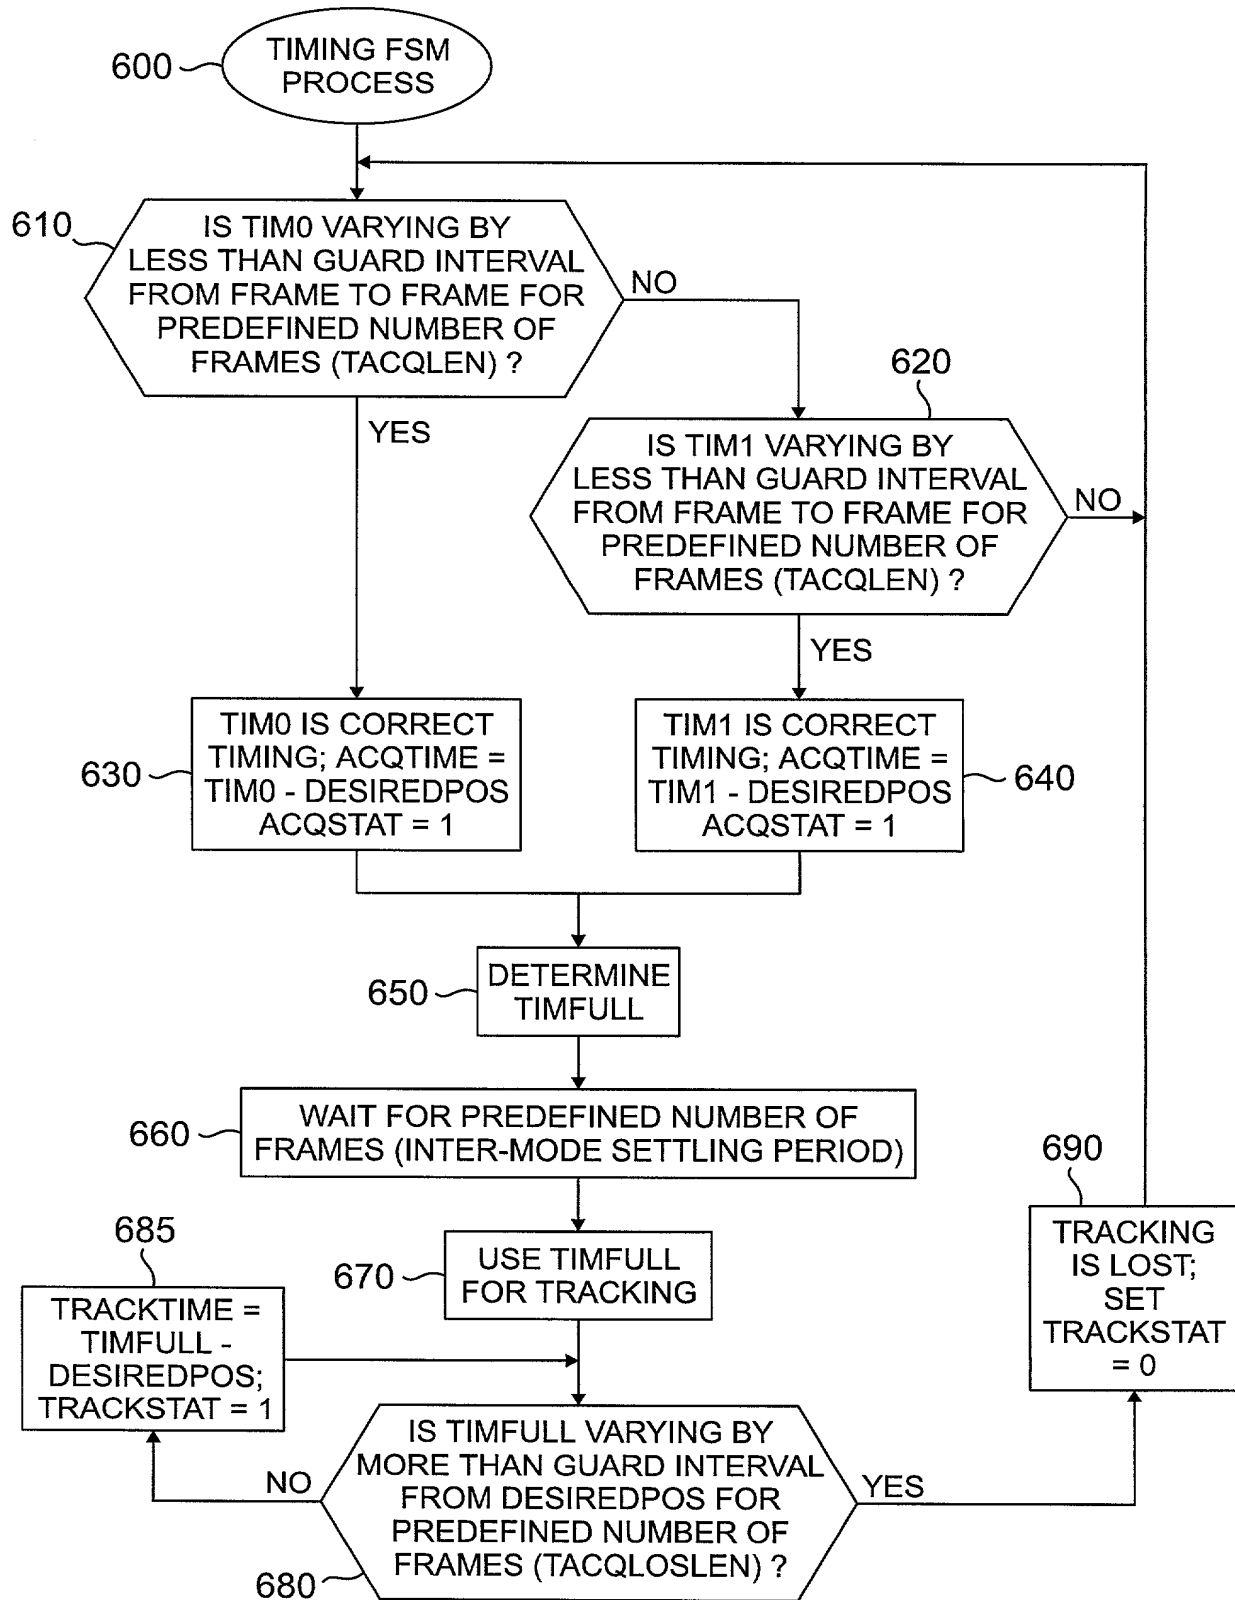 600
TIMING FSM
PROCESS
610
IS TIM0 VARYING BY
LESS THAN GUARD INTERVAL
FROM FRAME TO FRAME FOR
PREDEFINED NUMBER OF
FRAMES (TACQLEN) ?
NO
YES
620
IS TIM1 VARYING BY
LESS THAN GUARD INTERVAL
FROM FRAME TO FRAME FOR
PREDEFINED NUMBER OF
FRAMES (TACQLEN) ?
NO
YES
630
TIM0 IS CORRECT
TIMING; ACQTIME =
TIM0 - DESIREDPOS
ACQSTAT = 1
TIM1 IS CORRECT
TIMING; ACQTIME =
TIM1 - DESIREDPOS
ACQSTAT = 1
640
650
DETERMINE
TIMFULL
660
WAIT FOR PREDEFINED NUMBER OF
FRAMES (INTER-MODE SETTLING PERIOD)
670
USE TIMFULL
FOR TRACKING
685
TRACKTIME =
TIMFULL -
DESIREDPOS;
TRACKSTAT = 1
690
TRACKING
IS LOST;
SET
TRACKSTAT
= 0
680
IS TIMFULL VARYING BY
MORE THAN GUARD INTERVAL
FROM DESIREDPOS FOR
PREDEFINED NUMBER OF
FRAMES (TACQLOSLEN) ?
NO
YES